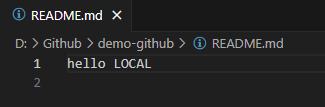 README.md
D: > Github > demo-github > README.md
1 hello LOCAL
2